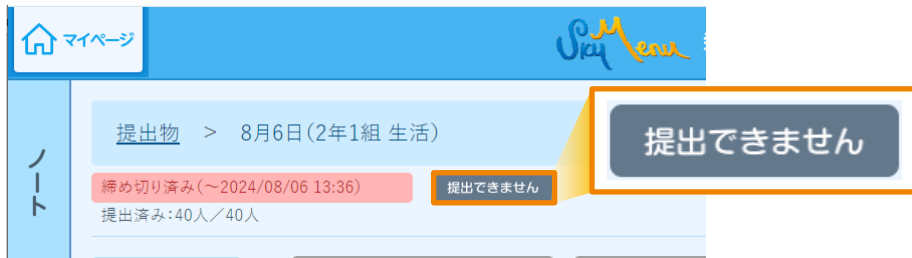 マイページ
SKYMenu
提出物 > 8月6日(2年1組 生活)
ノート
締め切り済み(～2024/08/06 13:36)
提出できません
提出済み:40人／40人
提出できません